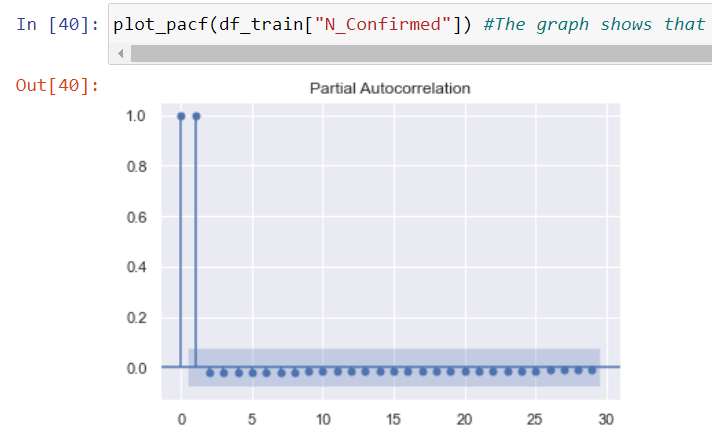 In [40]: plot_pacf(df_train["N_Confirmed"]) #The graph shows that
Out[40]:
Partial Autocorrelation
1.0
0.8
0.6
0.4
0.2
0.0
0 5 10 15 20 25 30